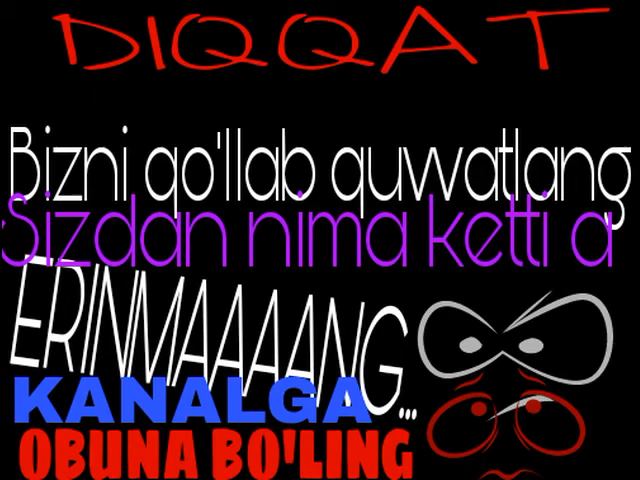 DIQQAT
Bizni qo'llab quvvatlang
Sizdan nima ketti a
ERINMAAAANG...
KANALGA
OBUNA BO'LING